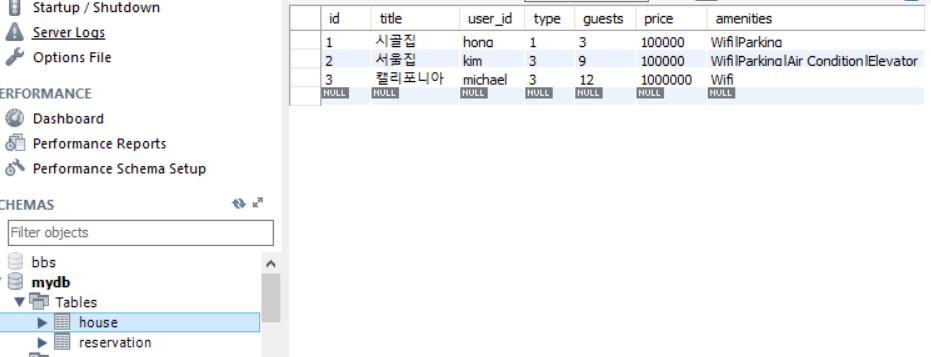 Startup / Shutdown
Server Logs
Options File
ERFORMANCE
Dashboard
Performance Reports
Performance Schema Setup
CHEMAS
Filter objects
bbs
mydb
Tables
house
reservation
id title user_id type guests price amenities
1 시골집 hong 1 3 100000 Wifi|Parking
2 서울집 kim 3 9 100000 Wifi|Parking|Air Condition|Elevator
3 캘리포니아 michael 3 12 1000000 Wifi
NULL NULL NULL NULL NULL NULL NULL